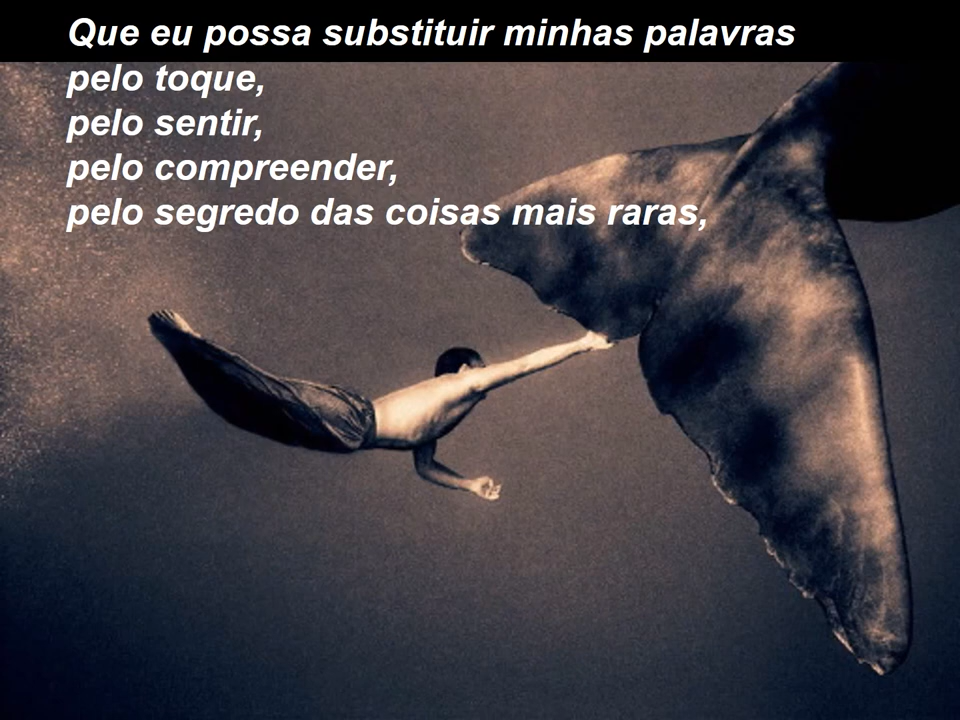 Que eu possa substituir minhas palavras
pelo toque,
pelo sentir,
pelo compreender,
pelo segredo das coisas mais raras,